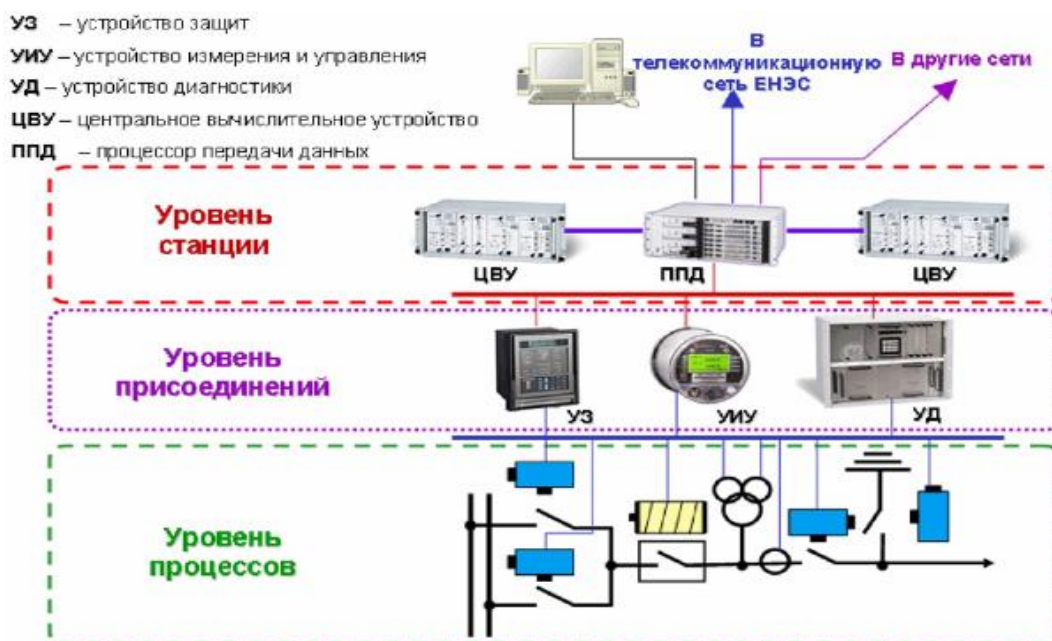 УЗ – устройство защит
УИУ – устройство измерения и управления
УД – устройство диагностики
ЦВУ – центральное вычислительное устройство
ППД – процессор передачи данных
В
телекоммуникационную
сеть ЕНЭС
В другие сети
Уровень
станции
ЦВУ
ППД
ЦВУ
Уровень
присоединений
УЗ
УИУ
УД
Уровень
процессов